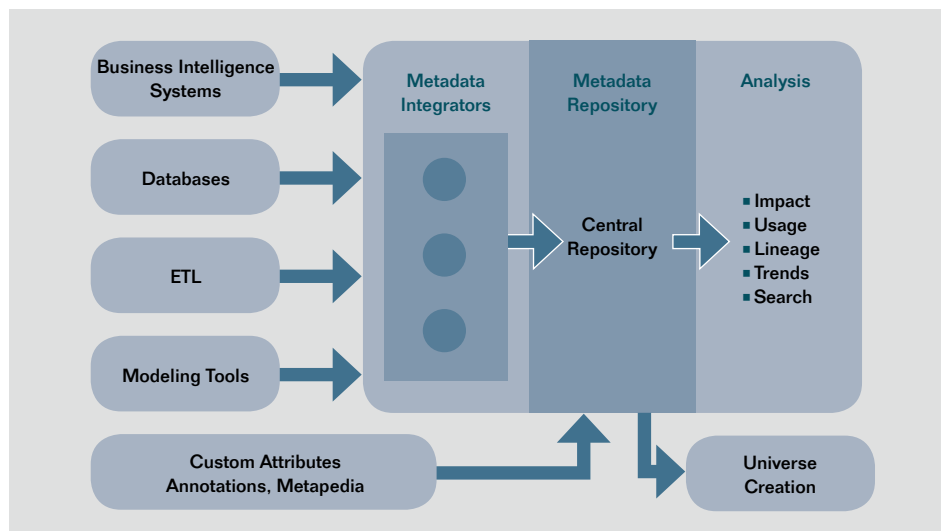 Business Intelligence
Systems
Databases
ETL
Modeling Tools
Custom Attributes
Annotations, Metapedia
Metadata
Integrators
Metadata
Repository
Central
Repository
Analysis
▪ Impact
▪ Usage
▪ Lineage
▪ Trends
▪ Search
Universe
Creation